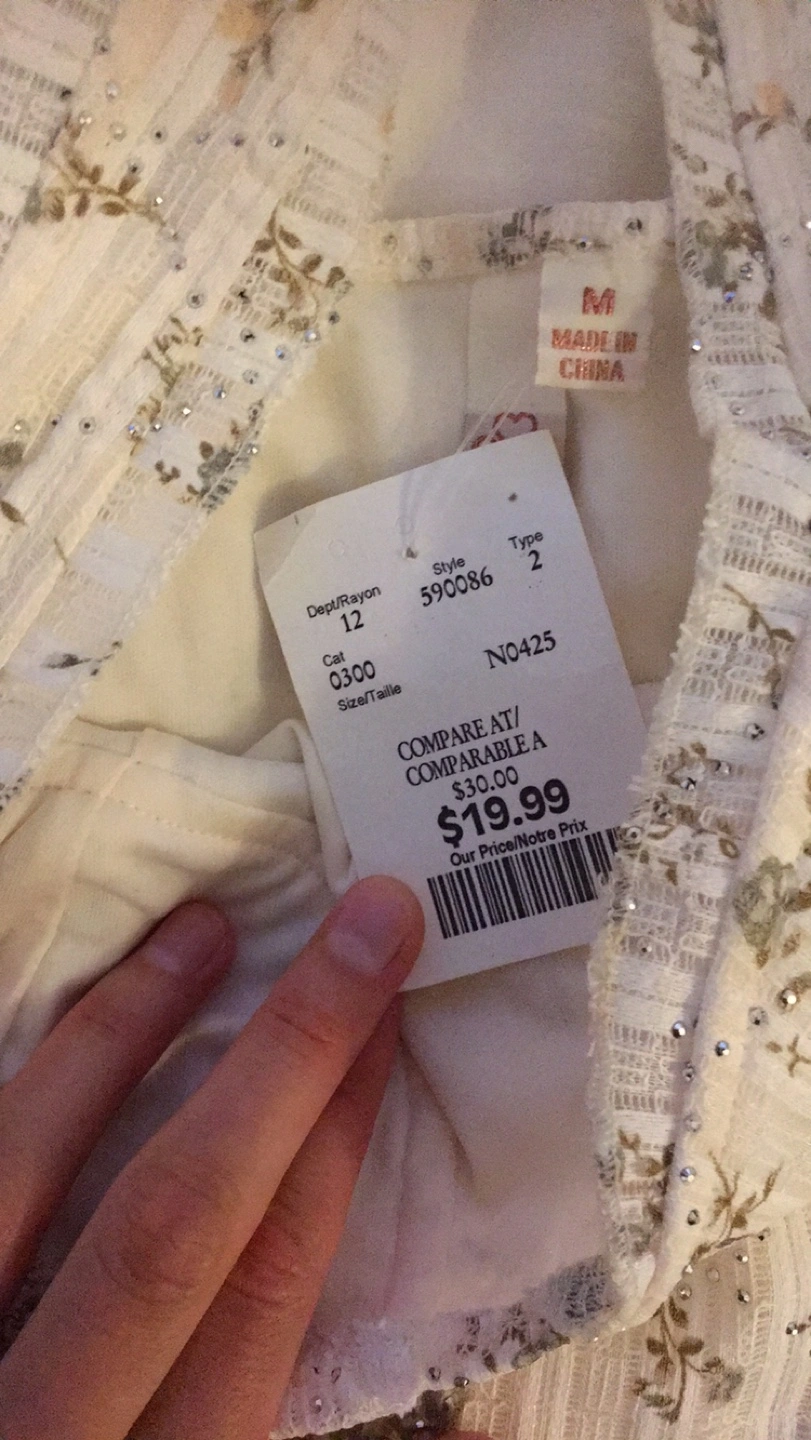 M
MADE IN
CHINA
Dept/Rayon Style Type
12 590086 2
Cat
0300 N0425
Size/Taille
COMPARE AT/
COMPARABLE A
$30.00
$19.99
Our Price/Notre Prix